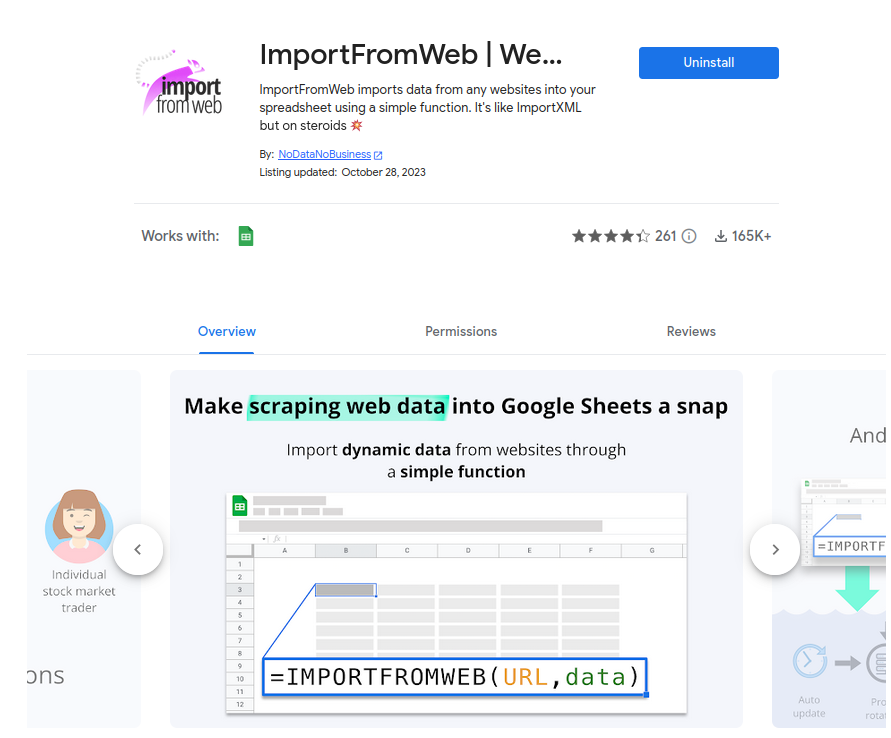 import
from web
ImportFromWeb | We...
Uninstall
ImportFromWeb imports data from any websites into your
spreadsheet using a simple function. It's like ImportXML
but on steroids 💥
By: NoDataNoBusiness
Listing updated: October 28, 2023
Works with:
261
165K+
Overview
Permissions
Reviews
Individual
stock market
trader
ons
Make scraping web data into Google Sheets a snap
Import dynamic data from websites through
a simple function
fx
A B C D E F G
1
2
3
4
5
6
7
8
9
10
11
12
=IMPORTFROMWEB(URL,data)
And
=IMPORTF
Auto
update
Pro
rota